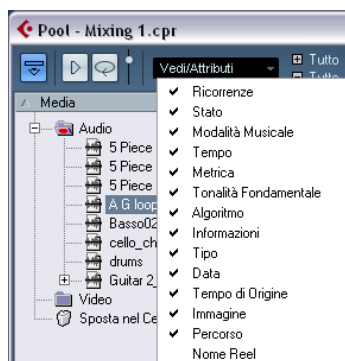 Pool - Mixing 1.cpr
Vedi/Attributi
Tutto
Tutto
Media
Audio
5 Piece
5 Piece
5 Piece
A G loop
Basso02
cello_ch
drums
Guitar 2_
Video
Sposta nel Ce
Ricorrenze
Stato
Modalità Musicale
Tempo
Metrica
Tonalità Fondamentale
Algoritmo
Informazioni
Tipo
Data
Tempo di Origine
Immagine
Percorso
Nome Reel